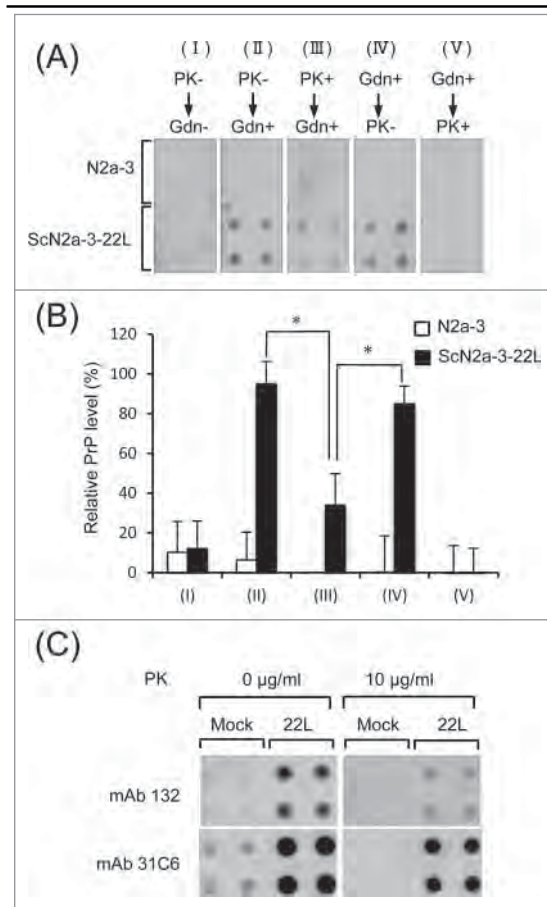 (A)
(Ⅰ) (Ⅱ) (Ⅲ) (Ⅳ) (Ⅴ)
PK- PK- PK+ Gdn+ Gdn+
Gdn- Gdn+ Gdn+ PK- PK+
N2a-3
ScN2a-3-22L
(B)
* *
N2a-3
ScN2a-3-22L
Relative PrP level (%)
120
100
80
60
40
20
0
(I) (II) (III) (IV) (V)
(C)
PK 0 µg/ml 10 µg/ml
Mock 22L Mock 22L
mAb 132
mAb 31C6